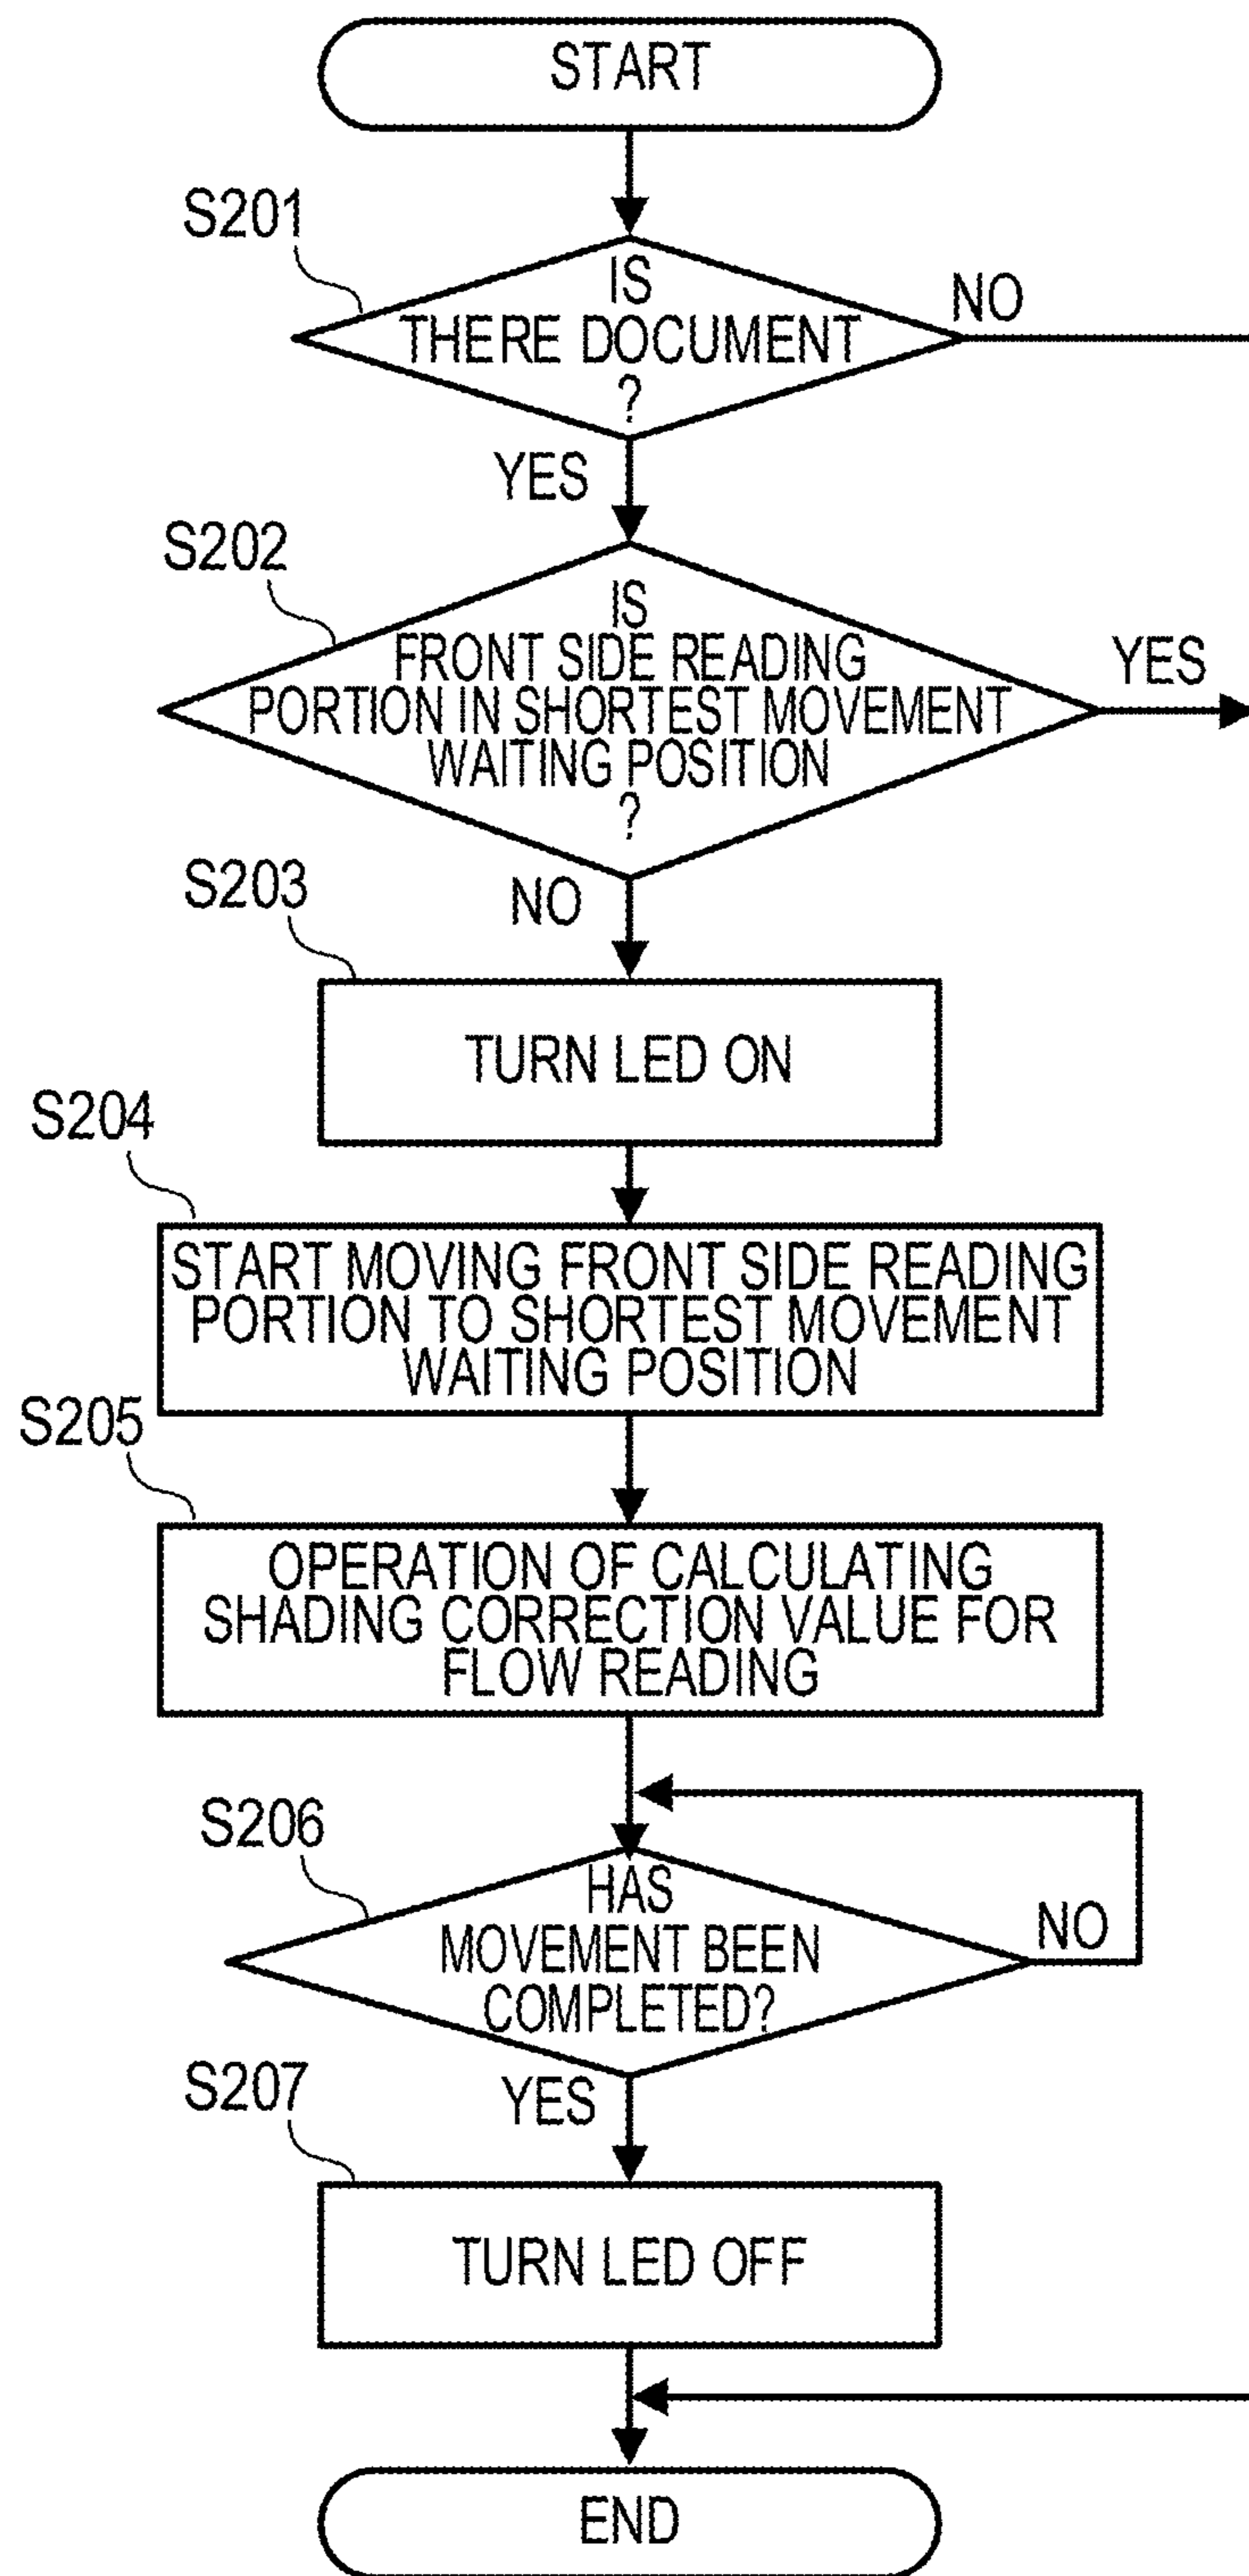 START
S201
IS
THERE DOCUMENT
?
NO
YES
S202
IS
FRONT SIDE READING
PORTION IN SHORTEST MOVEMENT
WAITING POSITION
?
YES
NO
S203
TURN LED ON
S204
START MOVING FRONT SIDE READING
PORTION TO SHORTEST MOVEMENT
WAITING POSITION
S205
OPERATION OF CALCULATING
SHADING CORRECTION VALUE FOR
FLOW READING
S206
HAS
MOVEMENT BEEN
COMPLETED?
NO
YES
S207
TURN LED OFF
END